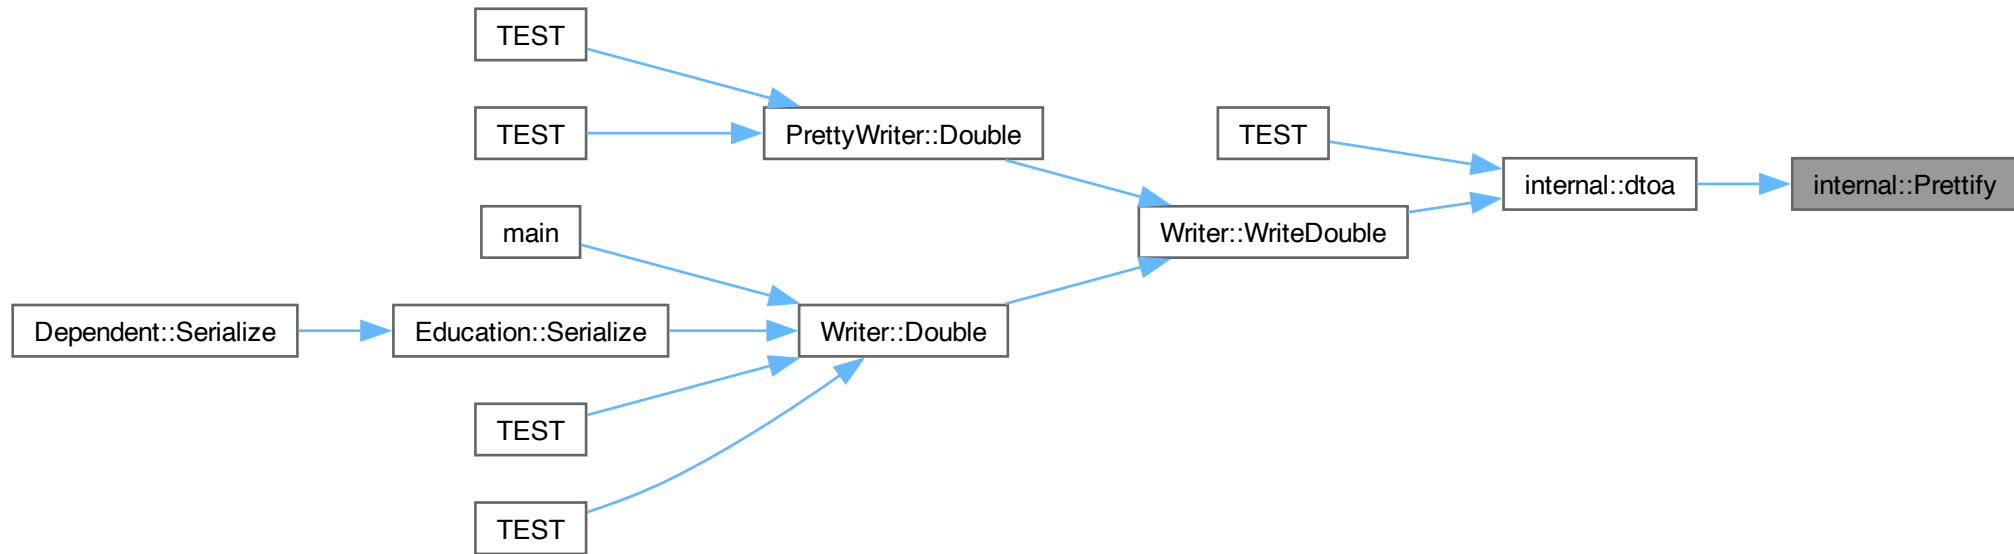 TEST
TEST
PrettyWriter::Double
TEST
internal::dtoa
internal::Prettify
main
Writer::WriteDouble
Dependent::Serialize
Education::Serialize
Writer::Double
TEST
TEST